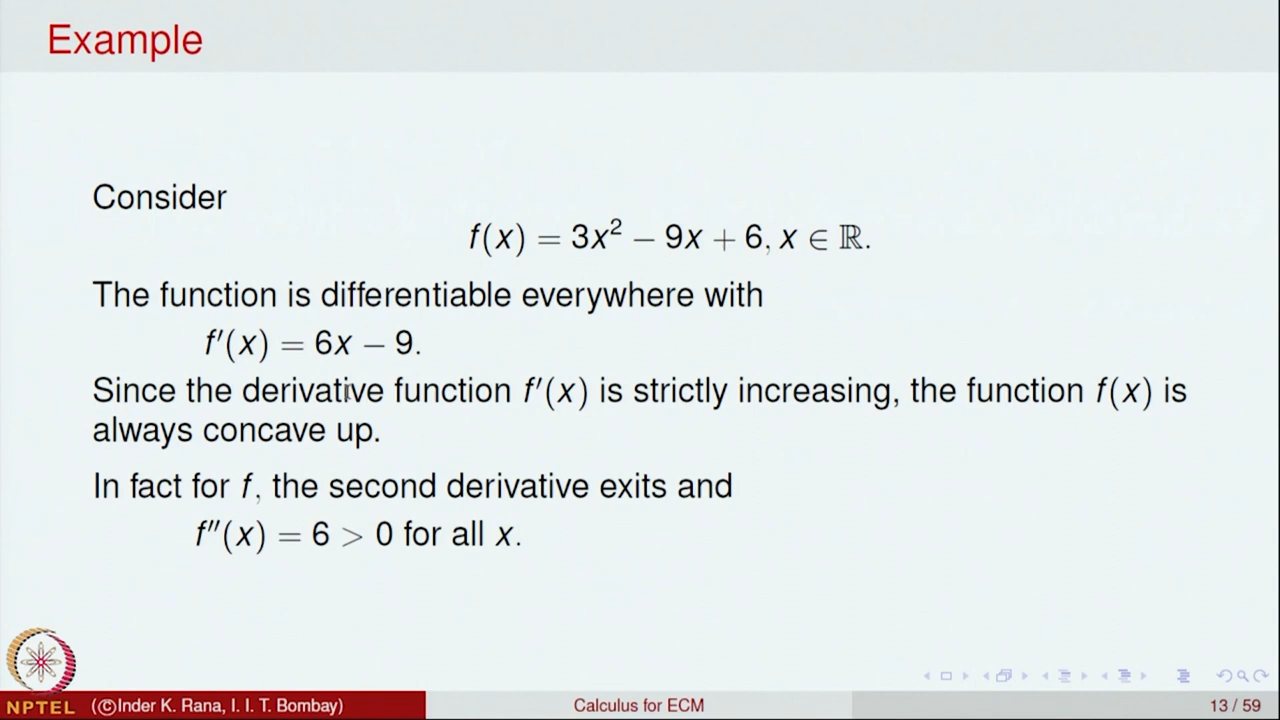 Example
Consider
f(x) = 3x² − 9x + 6, x ∈ ℝ.
The function is differentiable everywhere with
f′(x) = 6x − 9.
Since the derivative function f′(x) is strictly increasing, the function f(x) is
always concave up.
In fact for f, the second derivative exits and
f″(x) = 6 > 0 for all x.
NPTEL (©Inder K. Rana, I. I. T. Bombay) Calculus for ECM 13 / 59